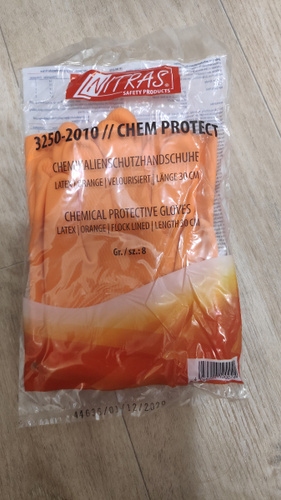 NITRAS
SAFETY PRODUCTS
3250-2010 // CHEM PROTECT
CHEMIKALIENSCHUTZHANDSCHUHE
LATEX | ORANGE | VELOURISIERT | LÄNGE 30 CM
CHEMICAL PROTECTIVE GLOVES
LATEX | ORANGE | FLOCK LINED | LENGTH 30 CM
Gr. / sz.: 8